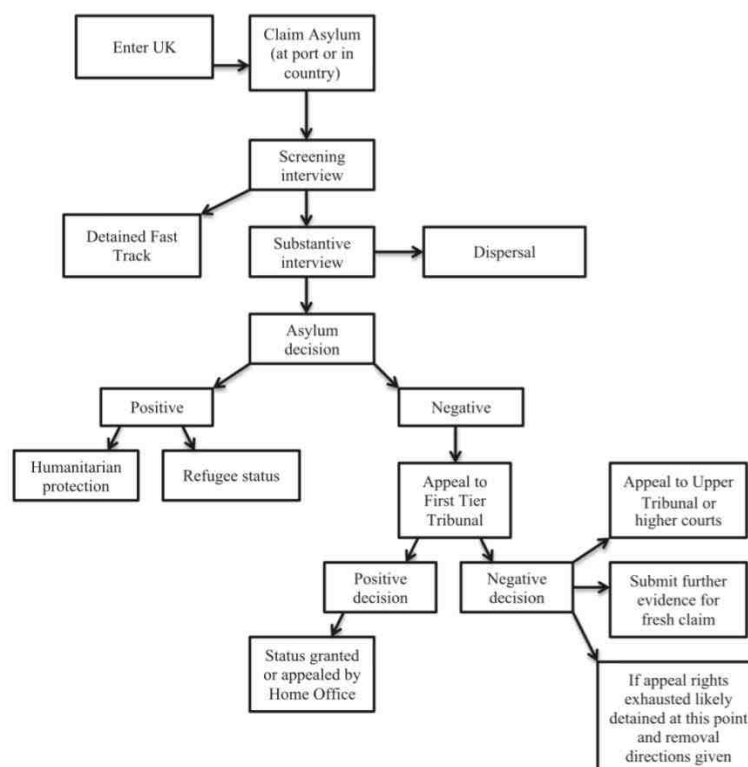 Enter UK
Claim Asylum
(at port or in
country)
Screening
interview
Detained Fast
Track
Substantive
interview
Dispersal
Asylum
decision
Positive
Negative
Humanitarian
protection
Refugee status
Appeal to
First Tier
Tribunal
Appeal to Upper
Tribunal or
higher courts
Positive
decision
Negative
decision
Submit further
evidence for
fresh claim
Status granted
or appealed by
Home Office
If appeal rights
exhausted likely
detained at this point
and removal
directions given